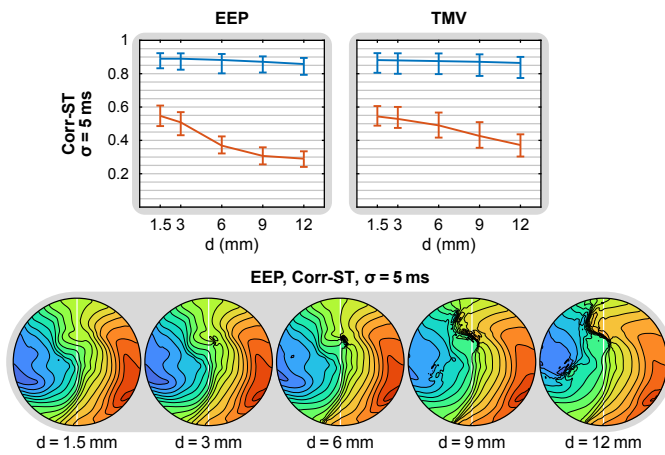 EEP TMV
Corr-ST
σ = 5 ms
1
0.8
0.6
0.4
0.2
1.5 3 6 9 12 1.5 3 6 9 12
d (mm) d (mm)
EEP, Corr-ST, σ = 5 ms
d = 1.5 mm d = 3 mm d = 6 mm d = 9 mm d = 12 mm